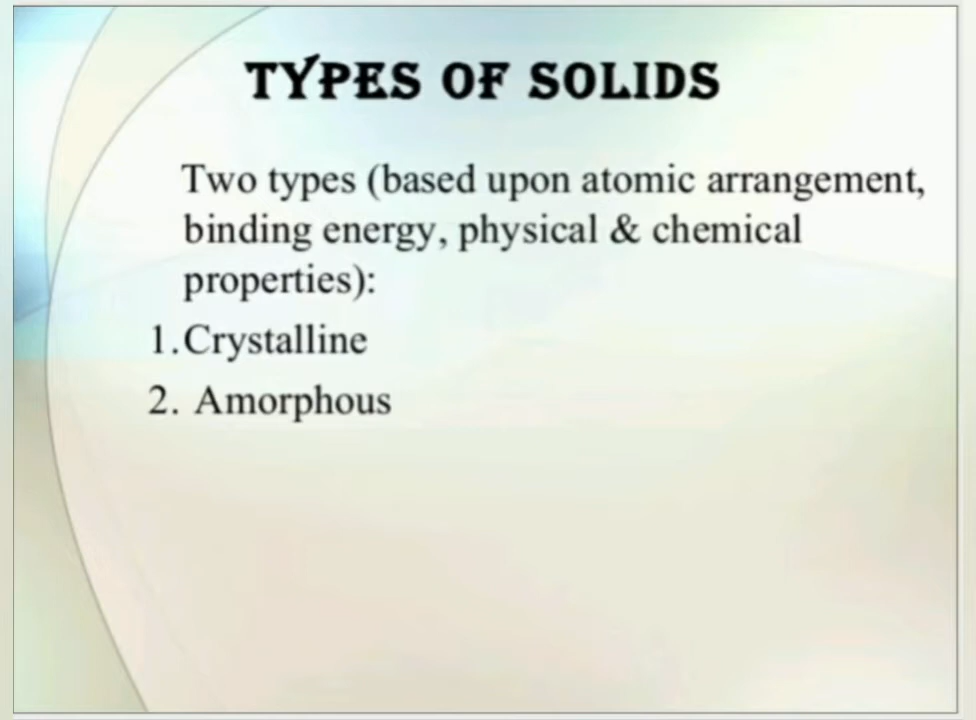 TYPES OF SOLIDS
Two types (based upon atomic arrangement,
binding energy, physical & chemical
properties):
1.Crystalline
2. Amorphous